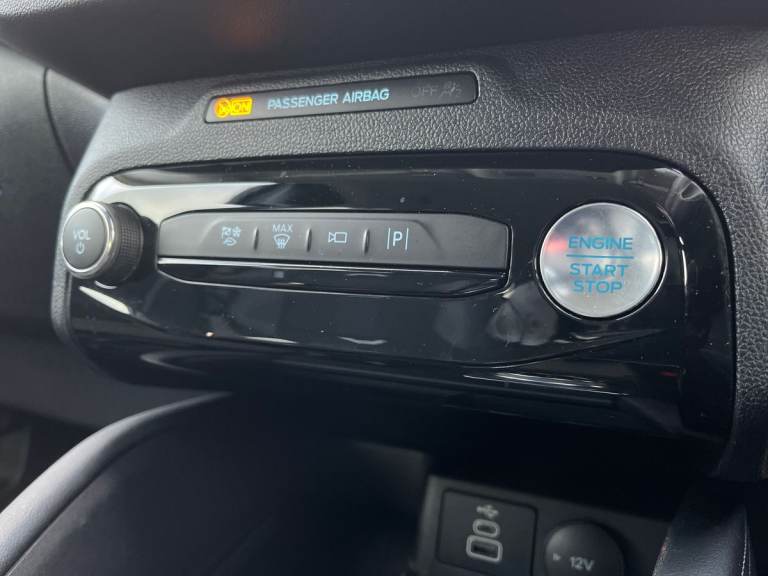 ON PASSENGER AIRBAG OFF
VOL
MAX
P
ENGINE
START
STOP
12V